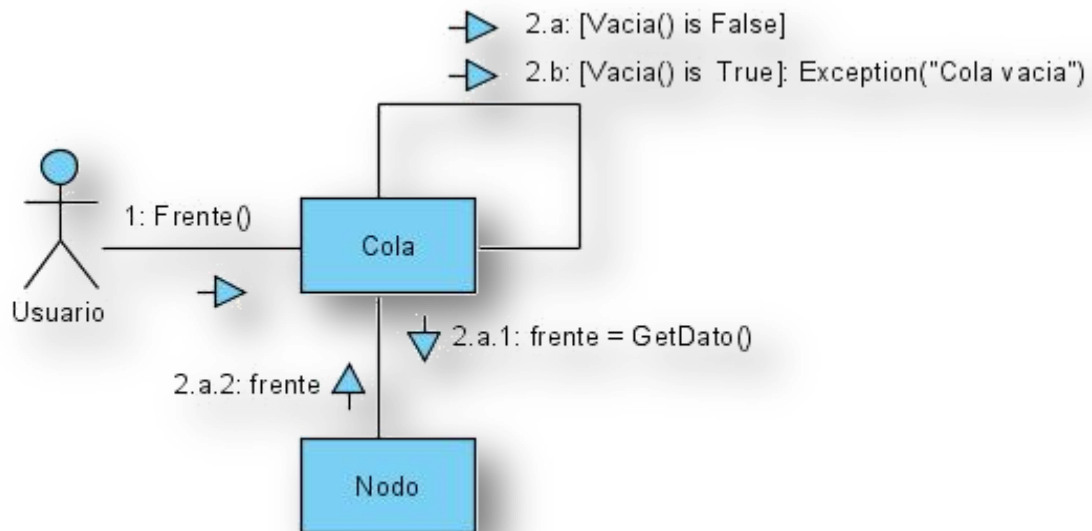 2.a: [Vacia() is False]
2.b: [Vacia() is True]: Exception("Cola vacia")
1: Frente()
Cola
Usuario
2.a.1: frente = GetDato()
2.a.2: frente
Nodo